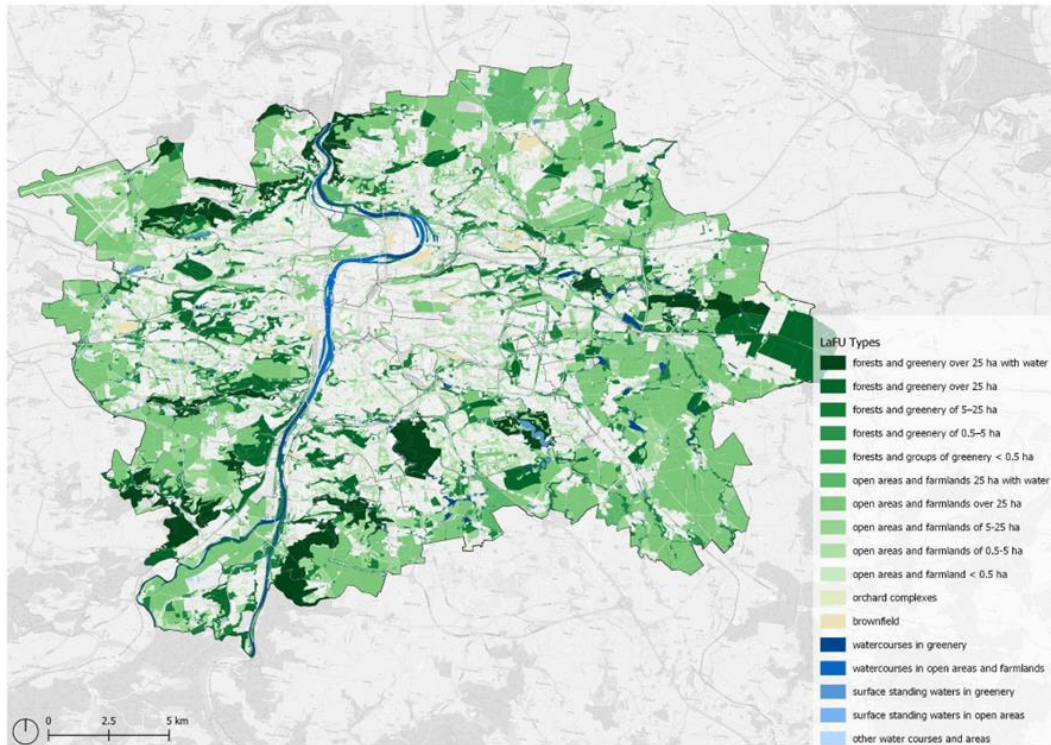 LaFU Types
forests and greenery over 25 ha with water
forests and greenery over 25 ha
forests and greenery of 5-25 ha
forests and greenery of 0.5-5 ha
forests and groups of greenery < 0.5 ha
open areas and farmlands 25 ha with water
open areas and farmlands over 25 ha
open areas and farmlands of 5-25 ha
open areas and farmlands of 0.5-5 ha
open areas and farmland < 0.5 ha
orchard complexes
brownfield
watercourses in greenery
watercourses in open areas and farmlands
surface standing waters in greenery
surface standing waters in open areas
other water courses and areas
0 2.5 5 km